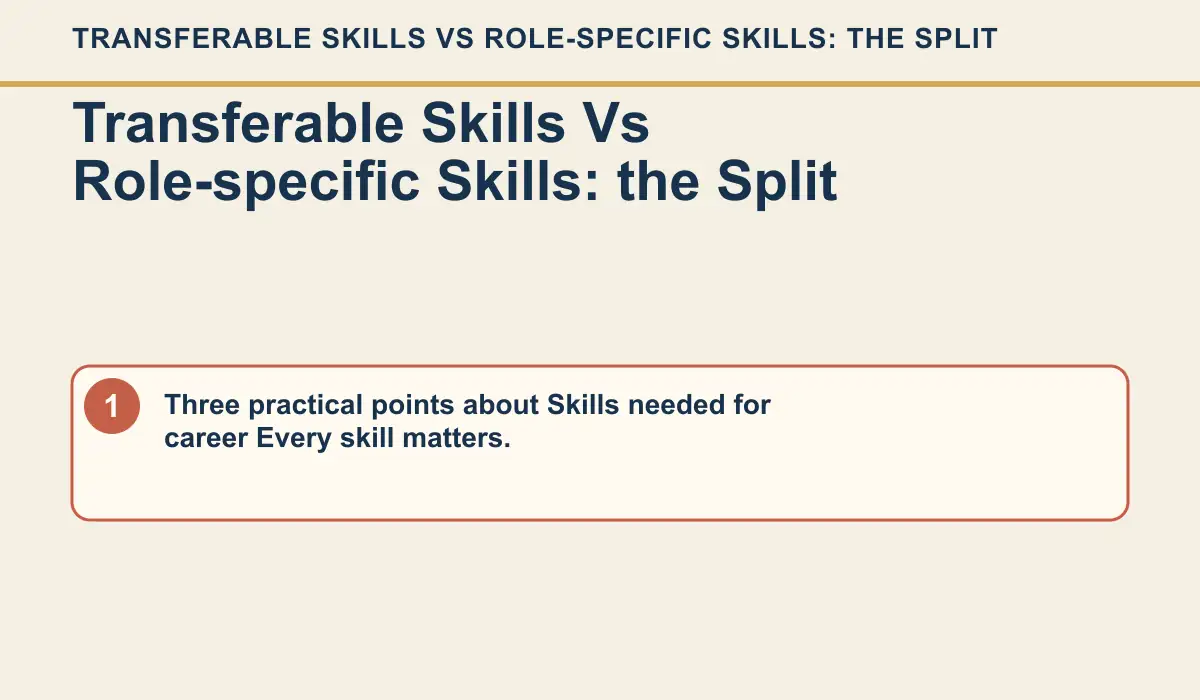 TRANSFERABLE SKILLS VS ROLE-SPECIFIC SKILLS: THE SPLIT
Transferable Skills Vs
Role-specific Skills: the Split
1
Three practical points about Skills needed for
career Every skill matters.